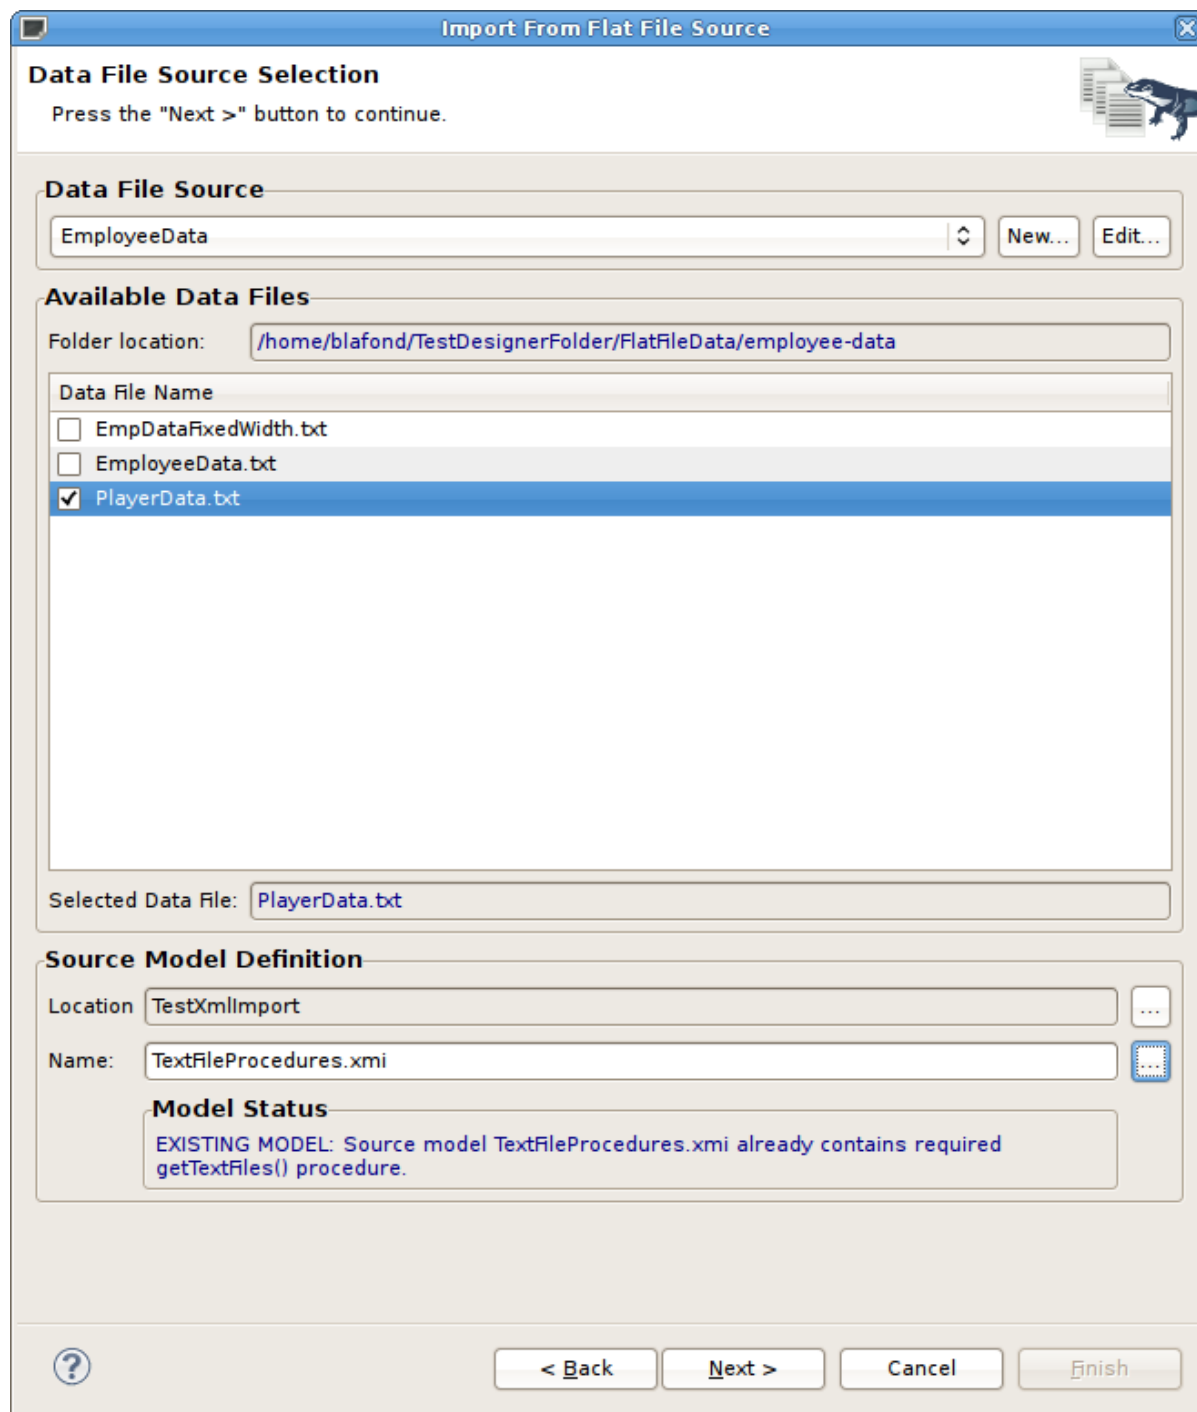 Import From Flat File Source
Data File Source Selection
Press the "Next >" button to continue.
Data File Source
EmployeeData
New...
Edit...
Available Data Files
Folder location:
/home/blafond/TestDesignerFolder/FlatFileData/employee-data
Data File Name
EmpDataFixedWidth.txt
EmployeeData.txt
PlayerData.txt
Selected Data File:
PlayerData.txt
Source Model Definition
Location
TestXmlImport
...
Name:
TextFileProcedures.xmi
...
Model Status
EXISTING MODEL: Source model TextFileProcedures.xmi already contains required
getTextFiles() procedure.
?
< Back
Next >
Cancel
Finish